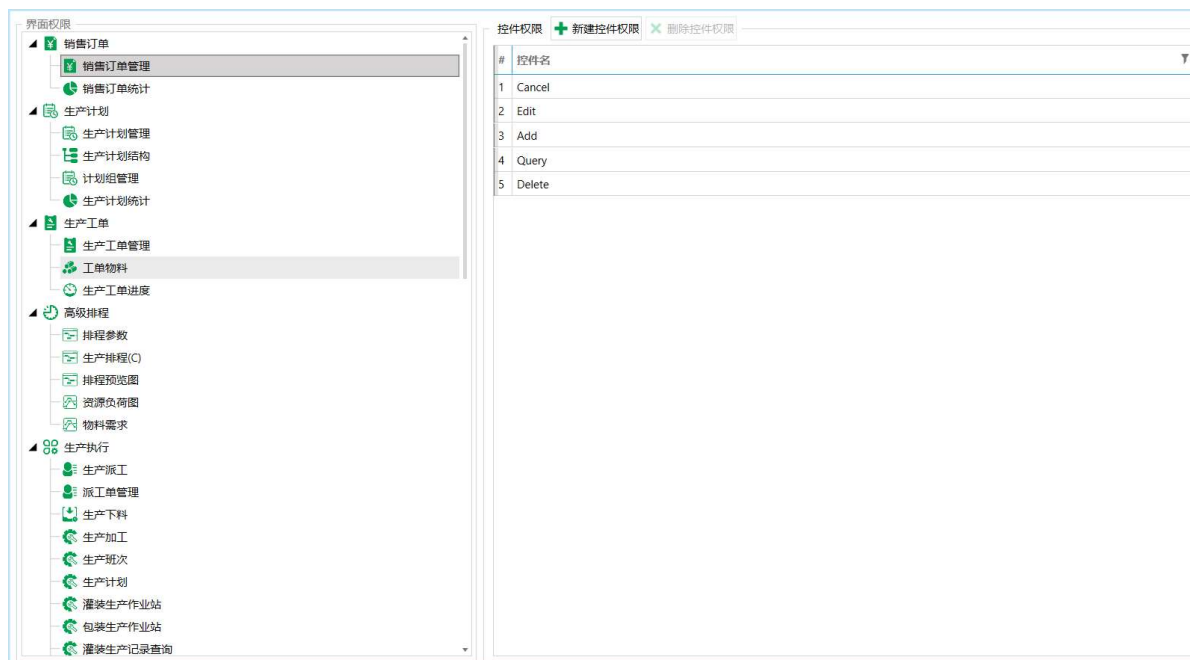 界面权限
销售订单
销售订单管理
销售订单统计
生产计划
生产计划管理
生产计划结构
计划组管理
生产计划统计
生产工单
生产工单管理
工单物料
生产工单进度
高级排程
排程参数
生产排程(C)
排程预览图
资源负荷图
物料需求
生产执行
生产派工
派工单管理
生产下料
生产加工
生产班次
生产计划
灌装生产作业站
包装生产作业站
灌装生产记录查询
控件权限 新建控件权限 删除控件权限
# 控件名
1 Cancel
2 Edit
3 Add
4 Query
5 Delete